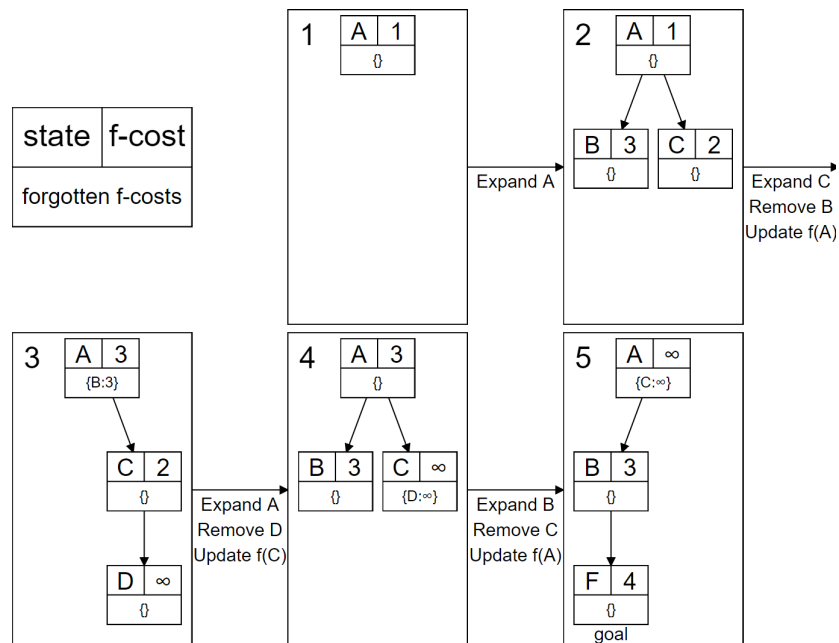 state f-cost
forgotten f-costs
1
A 1
{}
Expand A
2
A 1
{}
B 3
{}
C 2
{}
Expand C
Remove B
Update f(A)
3
A 3
{B:3}
C 2
{}
D ∞
{}
Expand A
Remove D
Update f(C)
4
A 3
{}
B 3
{}
C ∞
{D:∞}
Expand B
Remove C
Update f(A)
5
A ∞
{C:∞}
B 3
{}
F 4
{}
goal